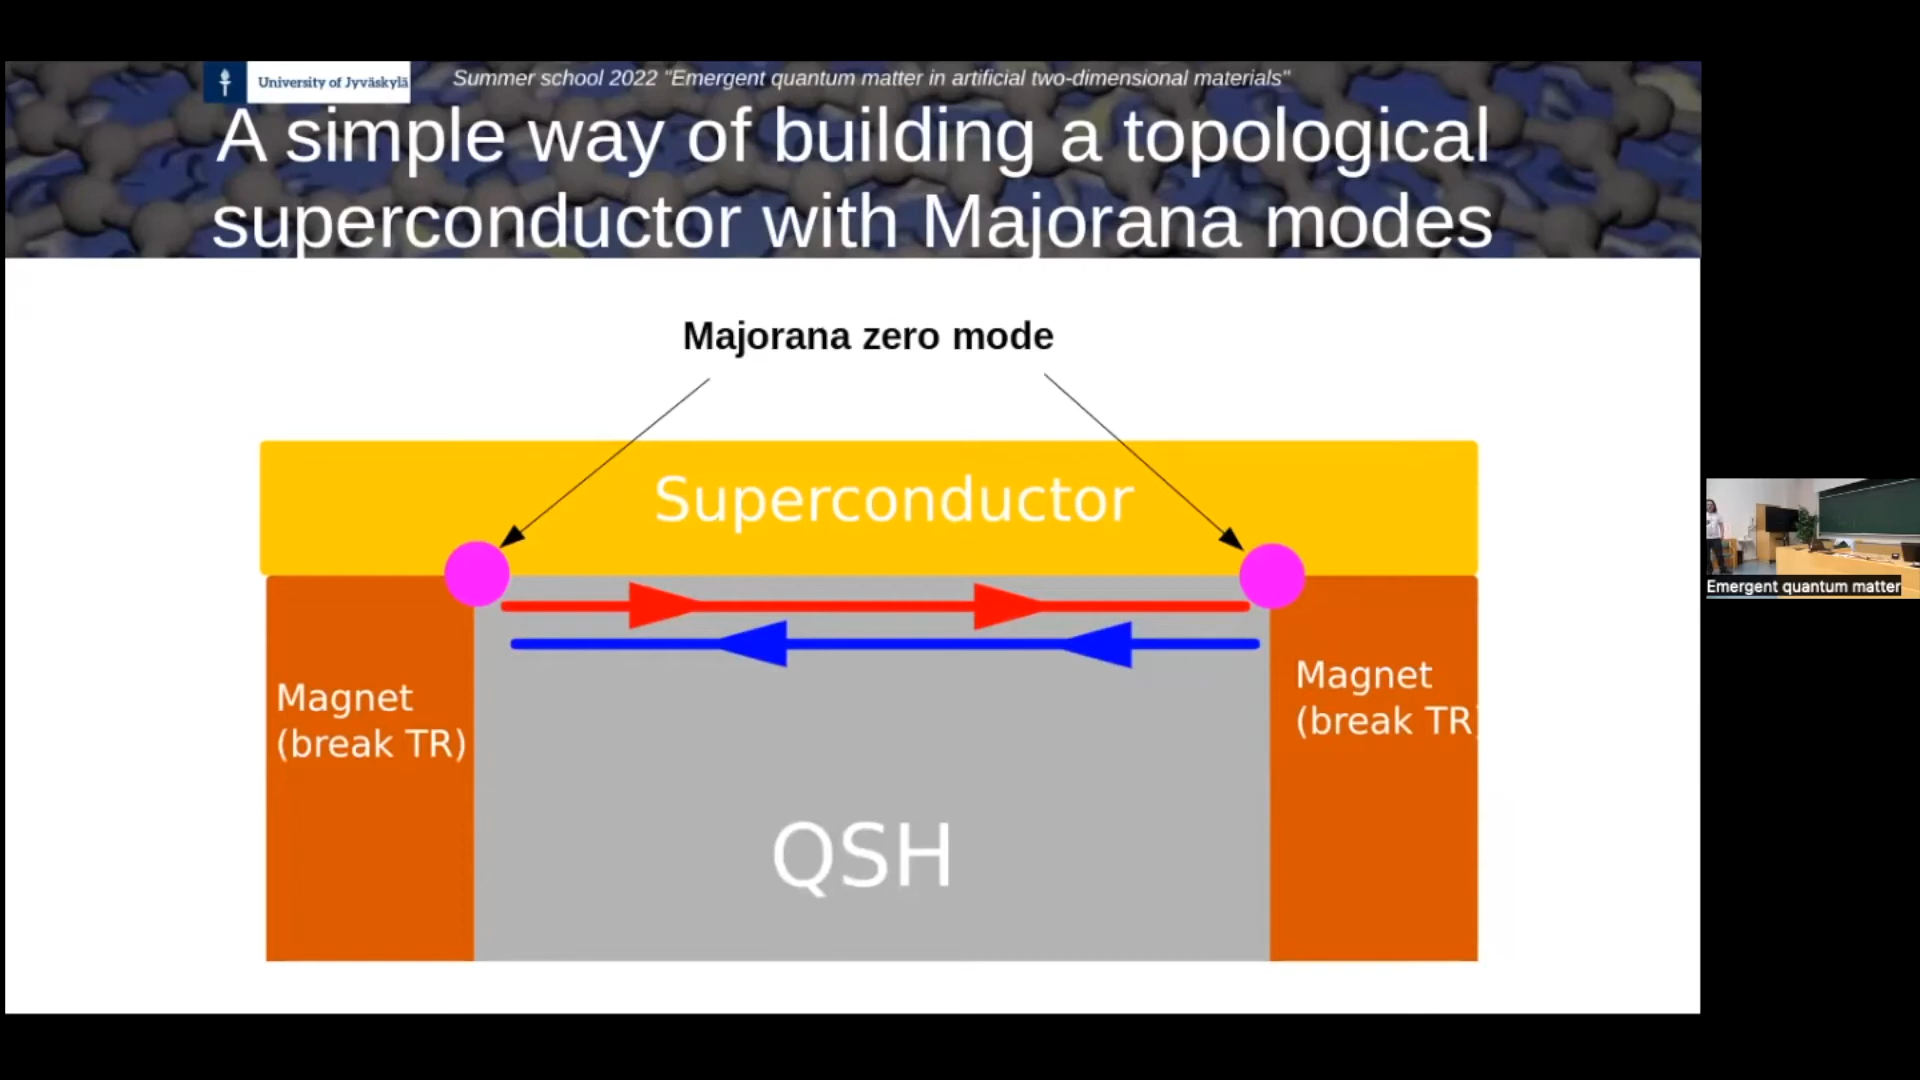 University of Jyväskylä
Summer school 2022 "Emergent quantum matter in artificial two-dimensional materials"
A simple way of building a topological
superconductor with Majorana modes
Majorana zero mode
Superconductor
Magnet
(break TR)
Magnet
(break TR)
QSH
Emergent quantum matter